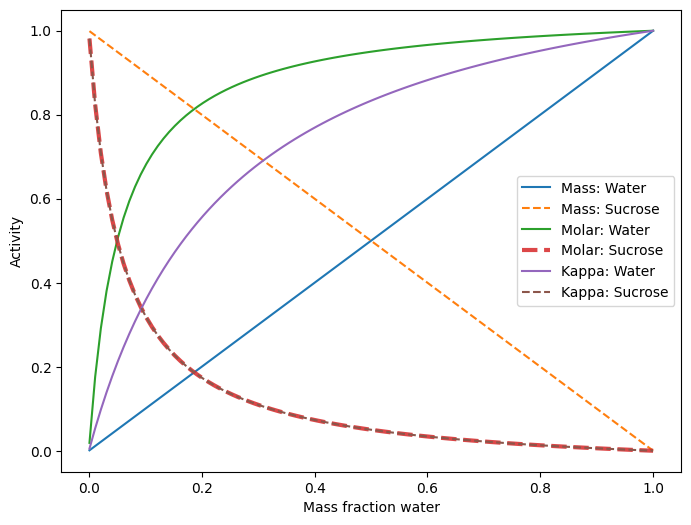 1.0
0.8
0.6
0.4
0.2
0.0
Activity
Mass: Water
Mass: Sucrose
Molar: Water
Molar: Sucrose
Kappa: Water
Kappa: Sucrose
0.0 0.2 0.4 0.6 0.8 1.0
Mass fraction water